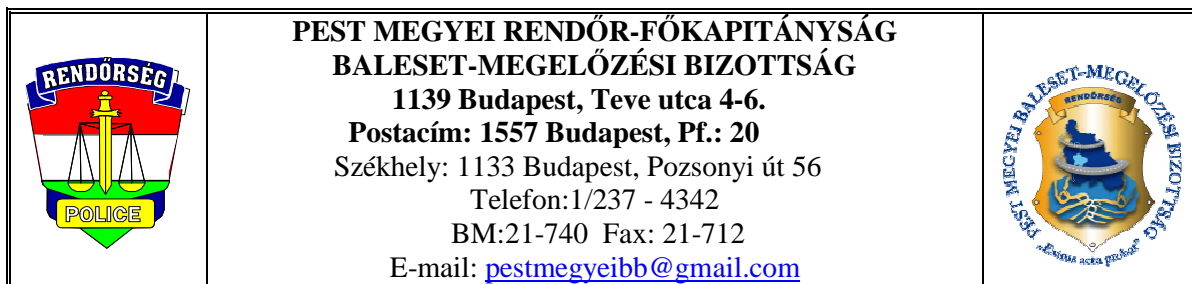 RENDŐRSÉG
POLICE
PEST MEGYEI RENDŐR-FŐKAPITÁNYSÁG
BALESET-MEGELŐZÉSI BIZOTTSÁG
1139 Budapest, Teve utca 4-6.
Postacím: 1557 Budapest, Pf.: 20
Székhely: 1133 Budapest, Pozsonyi út 56
Telefon:1/237 - 4342
BM:21-740 Fax: 21-712
E-mail: pestmegyeibb@gmail.com
PEST MEGYEI BALESET-MEGELŐZÉSI BIZOTTSÁG
RENDŐRSÉG
acta